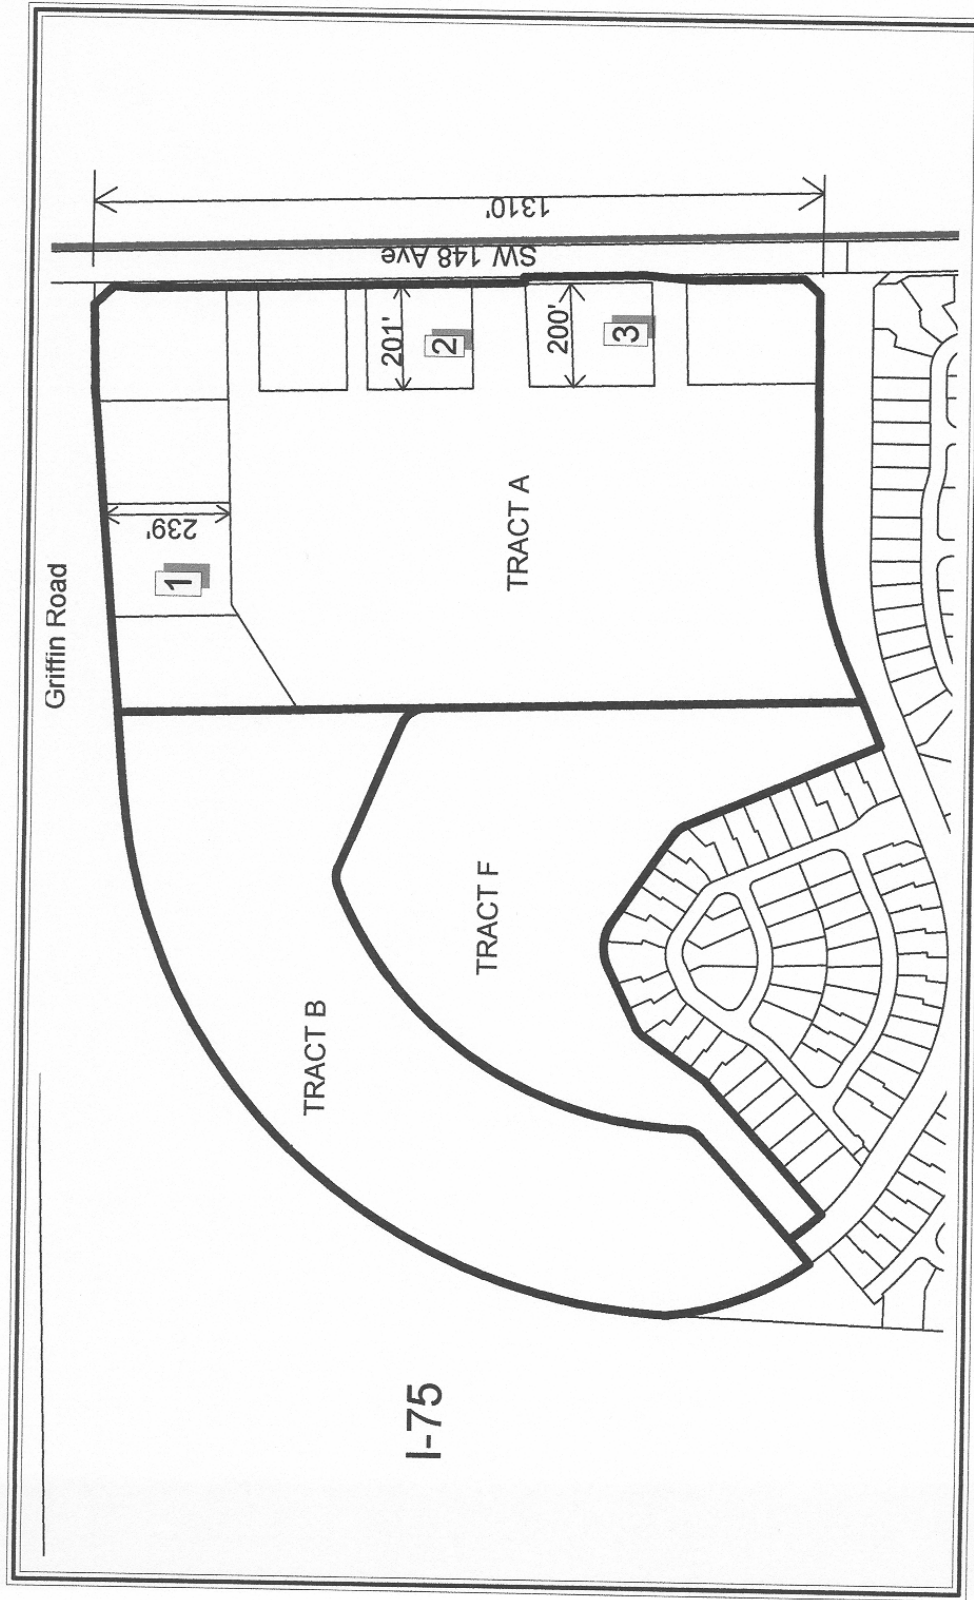 Griffin Road
SW 148 Ave
1310'
239'
1
201'
2
200'
3
TRACT A
TRACT B
TRACT F
I-75